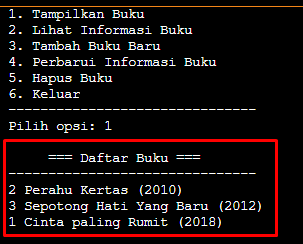 1. Tampilkan Buku
2. Lihat Informasi Buku
3. Tambah Buku Baru
4. Perbarui Informasi Buku
5. Hapus Buku
6. Keluar
-------------------------------
Pilih opsi: 1
=== Daftar Buku ===
-------------------------------
2 Perahu Kertas (2010)
3 Sepotong Hati Yang Baru (2012)
1 Cinta paling Rumit (2018)